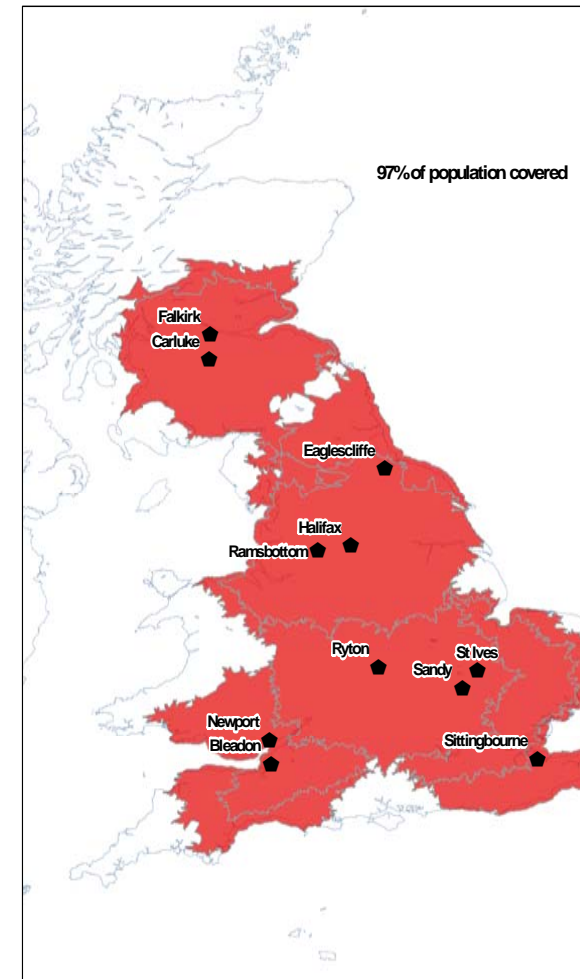 97% of population covered
Falkirk
Carluke
Eaglescliffe
Halifax
Ramsbottom
Ryton
St Ives
Sandy
Newport
Bleadon
Sittingbourne